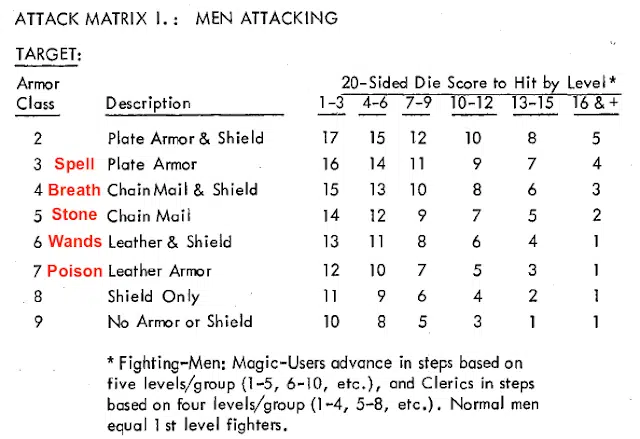 ATTACK MATRIX I.: MEN ATTACKING
TARGET:
Armor 20-Sided Die Score to Hit by Level*
Class Description 1-3 4-6 7-9 10-12 13-15 16 & +
2 Plate Armor & Shield 17 15 12 10 8 5
3 Spell Plate Armor 16 14 11 9 7 4
4 Breath Chain Mail & Shield 15 13 10 8 6 3
5 Stone Chain Mail 14 12 9 7 5 2
6 Wands Leather & Shield 13 11 8 6 4 1
7 Poison Leather Armor 12 10 7 5 3 1
8 Shield Only 11 9 6 4 2 1
9 No Armor or Shield 10 8 5 3 1 1
* Fighting-Men: Magic-Users advance in steps based on
five levels/group (1-5, 6-10, etc.), and Clerics in steps
based on four levels/group (1-4, 5-8, etc.). Normal men
equal 1st level fighters.